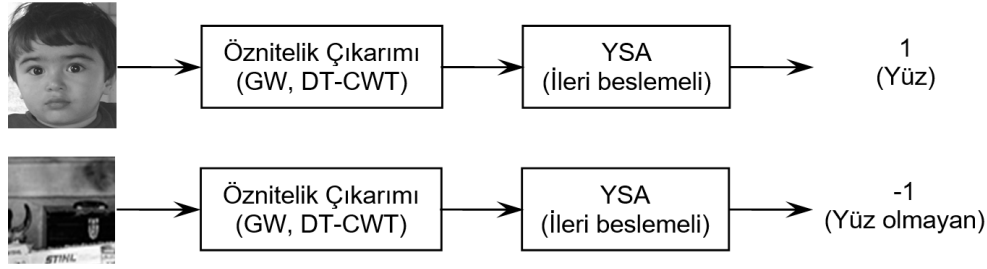 Öznitelik Çıkarımı
(GW, DT-CWT)
YSA
(İleri beslemeli)
1
(Yüz)
Öznitelik Çıkarımı
(GW, DT-CWT)
YSA
(İleri beslemeli)
-1
(Yüz olmayan)
STIHL